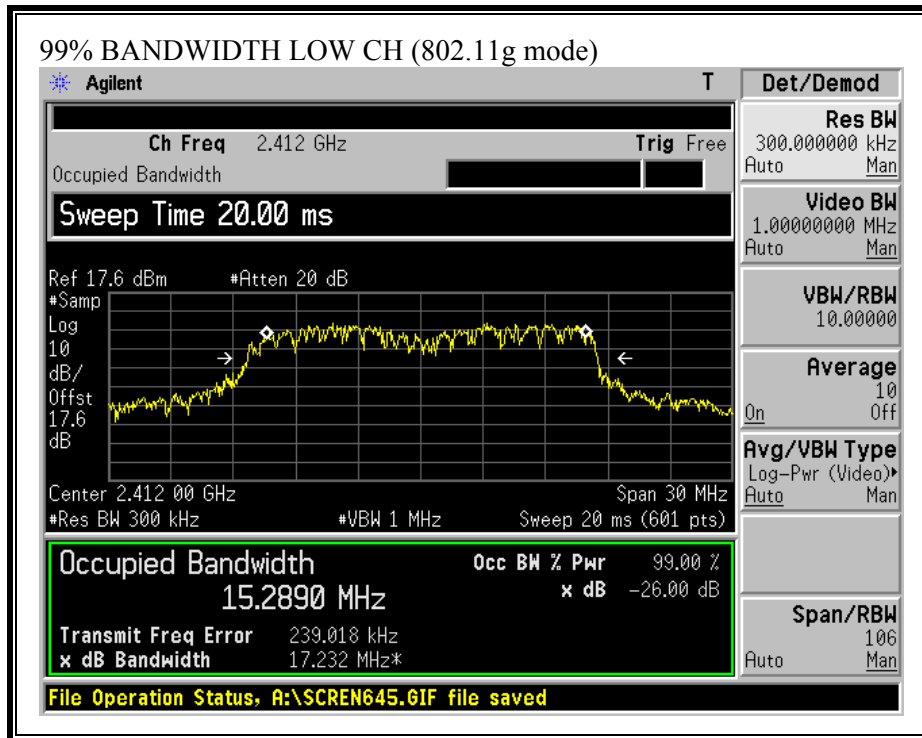 99% BANDWIDTH LOW CH (802.11g mode)
Agilent T
Ch Freq 2.412 GHz Trig Free
Occupied Bandwidth
Sweep Time 20.00 ms
Ref 17.6 dBm #Atten 20 dB
#Samp
Log
10
dB/
Offst
17.6
dB
Center 2.412 00 GHz Span 30 MHz
#Res BW 300 kHz #VBW 1 MHz Sweep 20 ms (601 pts)
Occupied Bandwidth
15.2890 MHz
Occ BW % Pwr 99.00 %
x dB -26.00 dB
Transmit Freq Error 239.018 kHz
x dB Bandwidth 17.232 MHz*
File Operation Status, A:\SCREN645.GIF file saved
Det/Demod
Res BW
300.000000 kHz
Auto Man
Video BW
1.00000000 MHz
Auto Man
VBW/RBW
10.00000
Average
10
On Off
Avg/VBW Type
Log-Pwr (Video)▸
Auto Man
Span/RBW
106
Auto Man